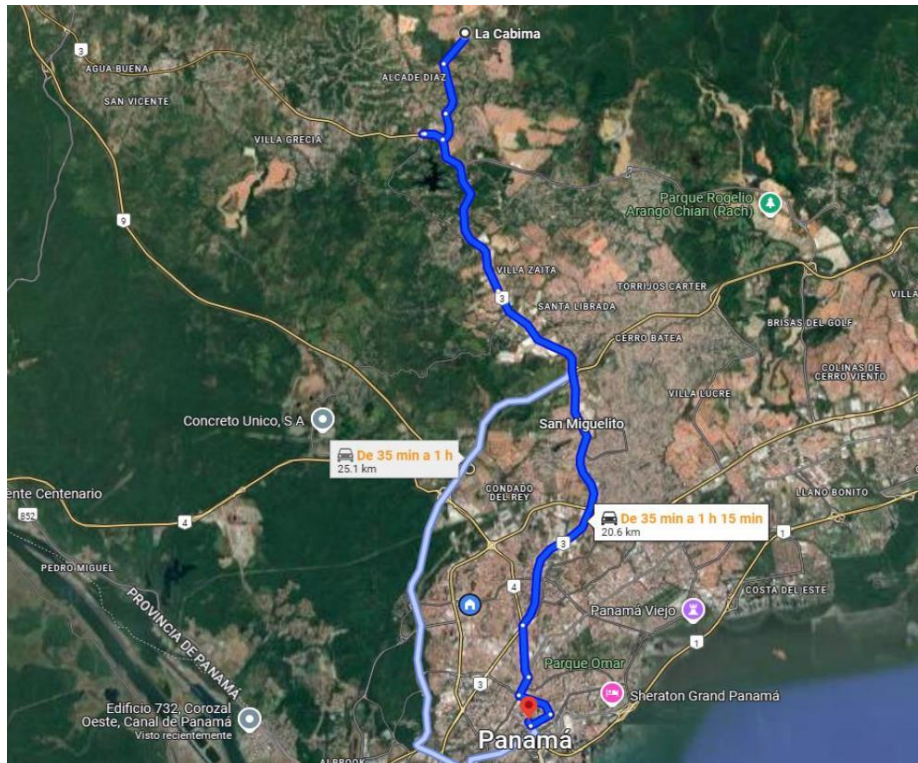 La Cabima
3
AGUA BUENA
ALCADE DIAZ
SAN VICENTE
VILLA GRECIA
Parque Rogelio
Arango Chiari (Rach)
9
VILLA ZAITA
3
TORRIJOS CARTER
SANTA LIBRADA
VILLA
BRISAS DEL GOLF
CERRO BATEA
COLINAS
DE CERRO VIENTO
VILLA LUCRE
Concreto Unico, S A
San Miguelito
De 35 min a 1 h
25.1 km
CONDADO
DEL REY
LLANO BONITO
ente Centenario
852
4
De 35 min a 1 h 15 min
20.6 km
1
3
PEDRO MIGUEL
4
COSTA DEL ESTE
PROVINCIA DE PANAMÁ
Panamá Viejo
1
Parque Omar
3
Sheraton Grand Panamá
Edificio 732, Corozal
Oeste, Canal de Panamá
Visto recientemente
Panamá
ALBROOK